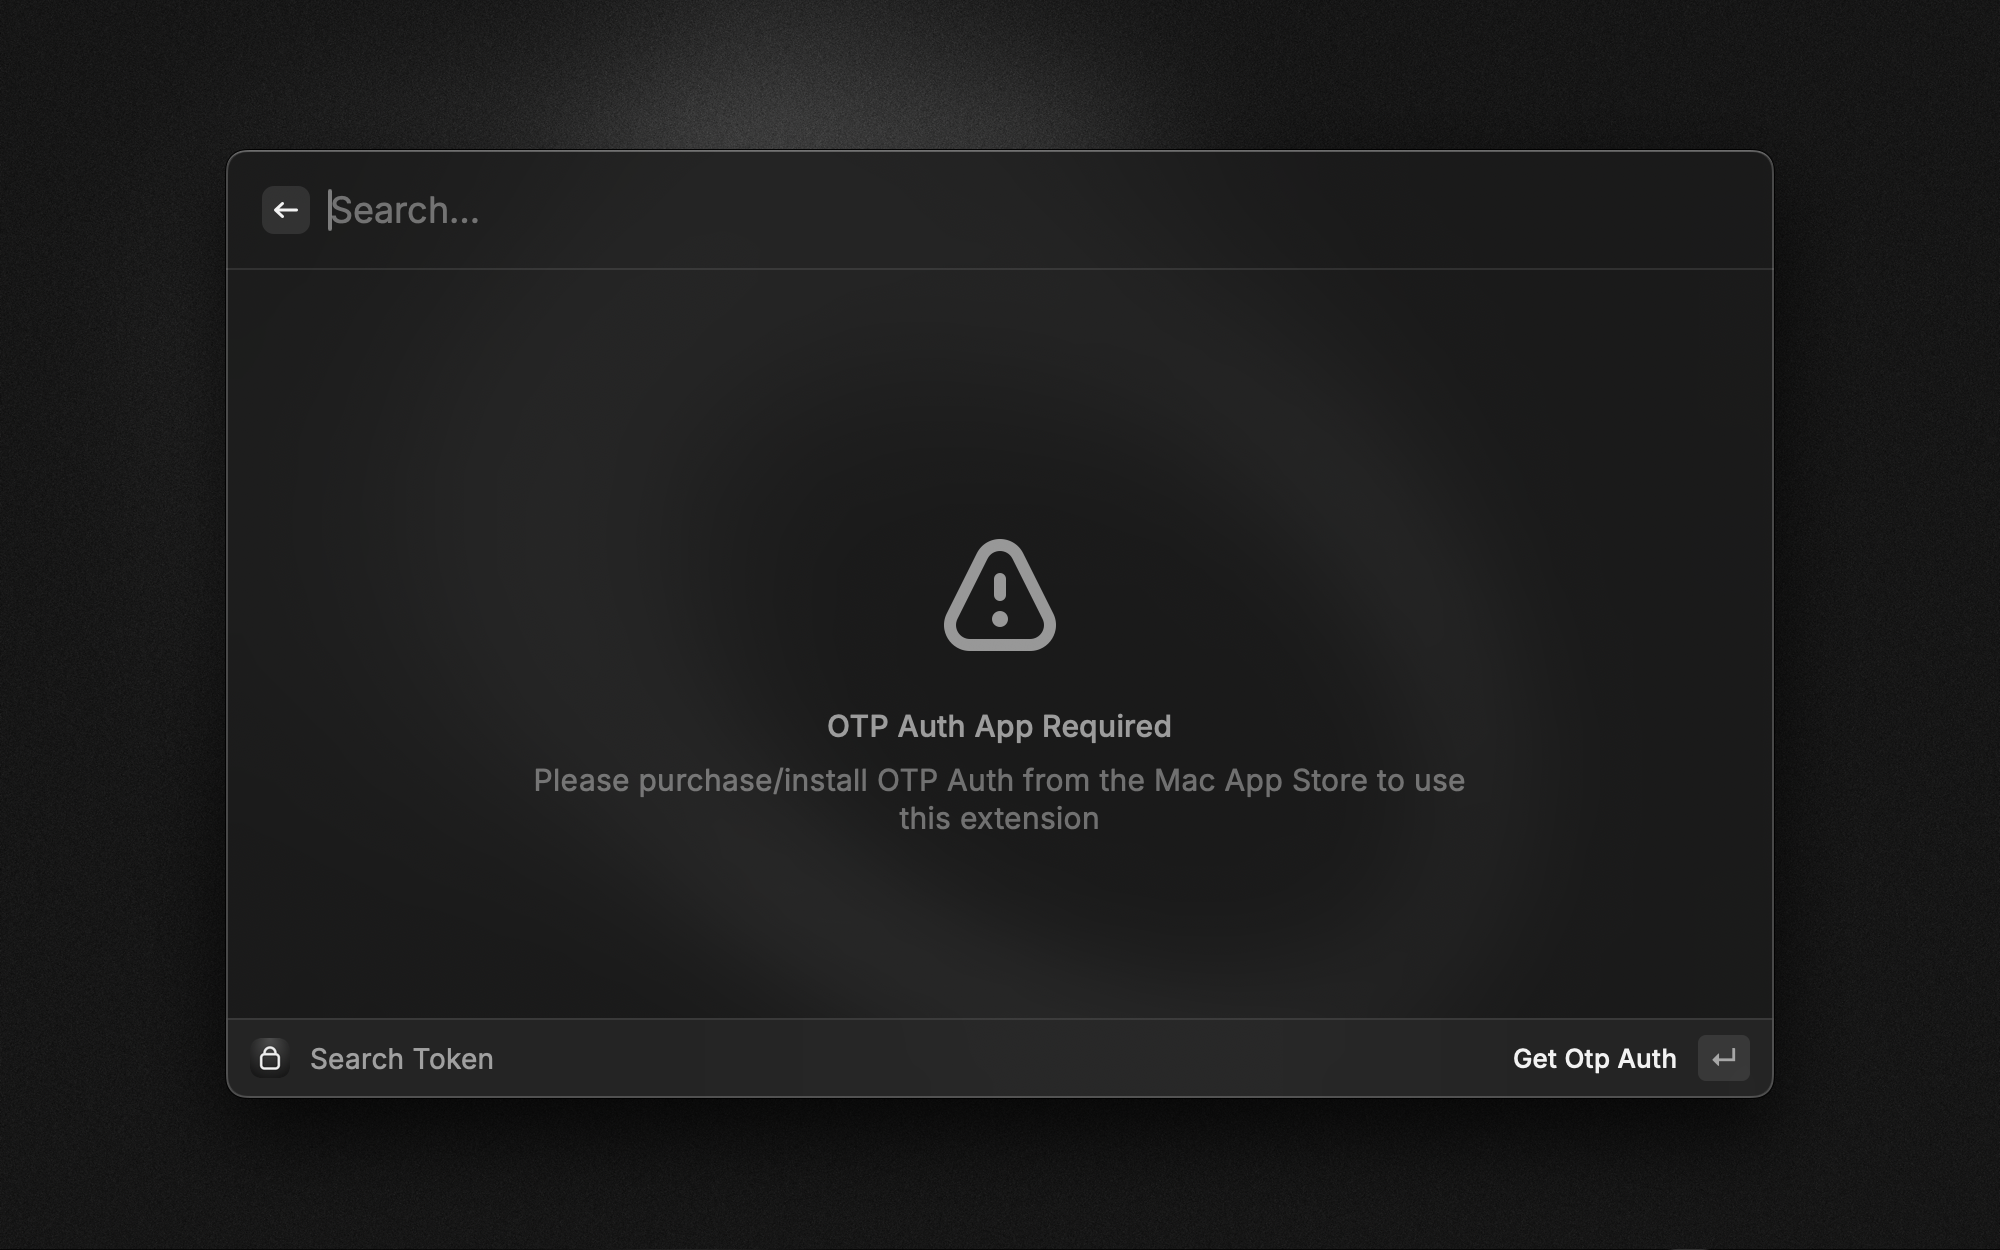 Search...
OTP Auth App Required
Please purchase/install OTP Auth from the Mac App Store to use
this extension
Search Token
Get Otp Auth